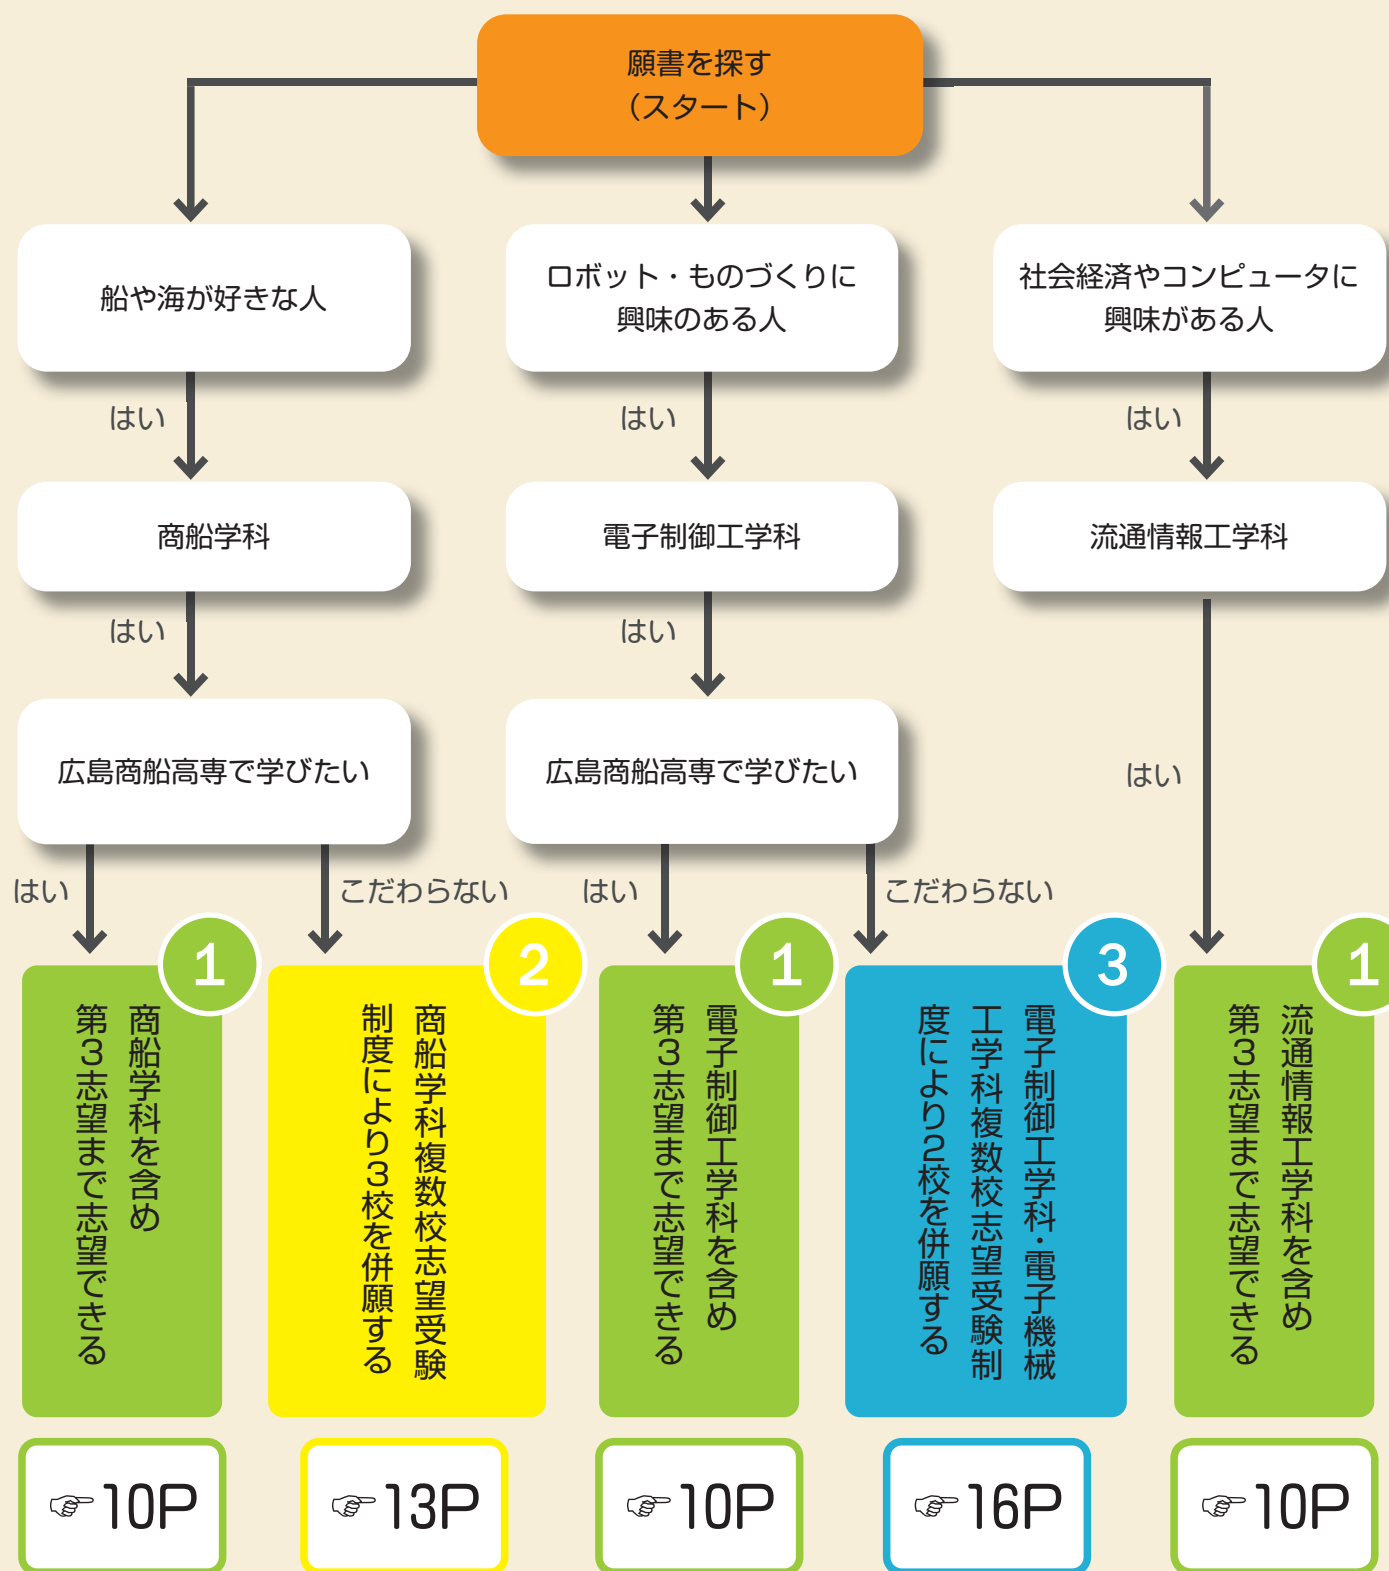 願書を探す
（スタート）
船や海が好きな人
ロボット・ものづくりに
興味のある人
社会経済やコンピュータに
興味がある人
はい
はい
はい
商船学科
電子制御工学科
流通情報工学科
はい
はい
広島商船高専で学びたい
広島商船高専で学びたい
はい
はい
こだわらない
はい
こだわらない
1
商船学科を含め
第3志望まで志望できる
2
商船学科複数校志望受験
制度により3校を併願する
1
電子制御工学科を含め
第3志望まで志望できる
3
電子制御工学科・電子機械
工学科複数校志望受験制
度により2校を併願する
1
流通情報工学科を含め
第3志望まで志望できる
☞10P
☞13P
☞10P
☞16P
☞10P